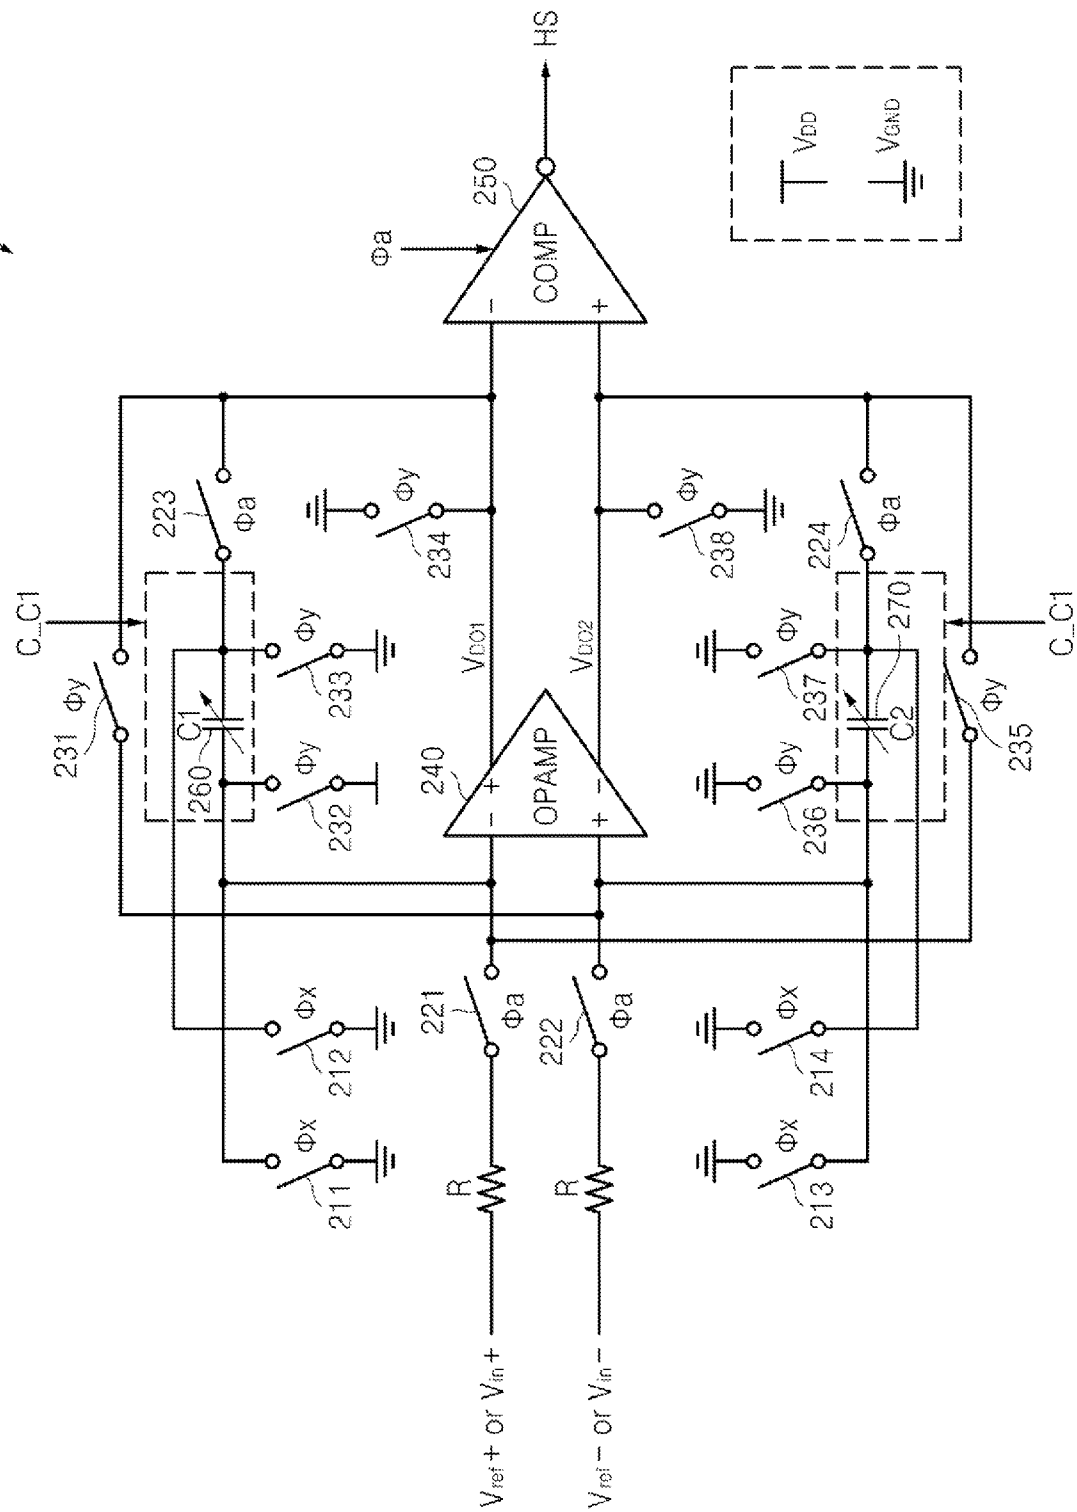 C_C1
231
Φy
223
Φa
260
C1
232
Φy
233
Φy
234
Φy
211
Φx
212
Φx
Vref+ or Vin+
R
221
Φa
240
OPAMP
-
+
+
-
VDO1
VDO2
Φa
250
COMP
-
+
HS
Vref- or Vin-
R
222
Φa
213
Φx
214
Φx
236
Φy
237
Φy
238
Φy
224
Φa
C2
270
235
Φy
C_C1
VDD
VGND